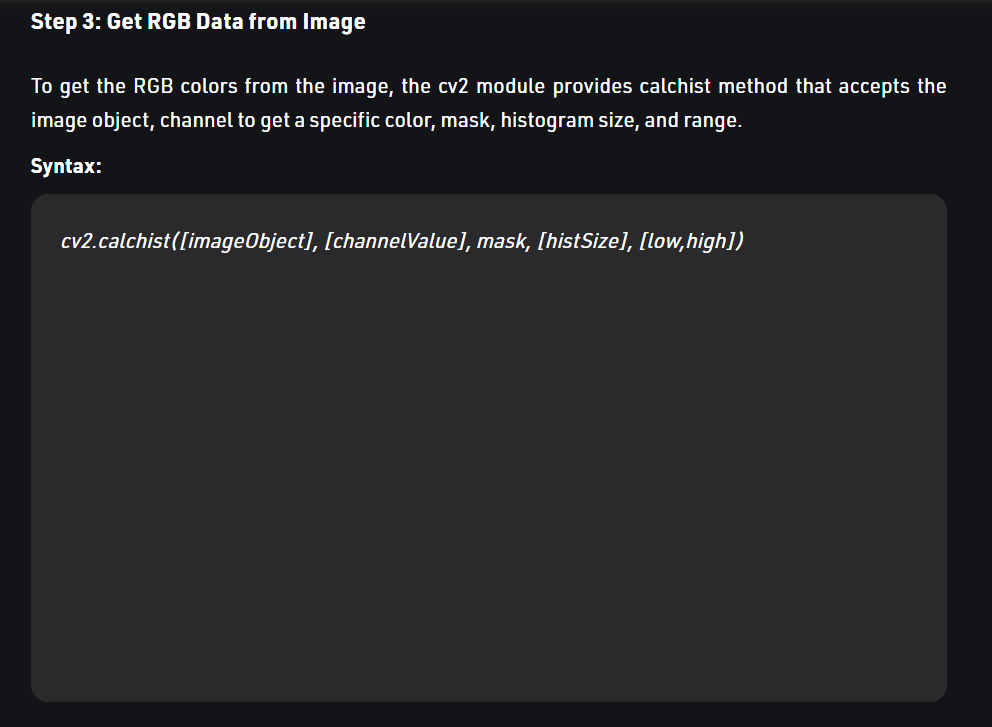 Step 3: Get RGB Data from Image
To get the RGB colors from the image, the cv2 module provides calchist method that accepts the
image object, channel to get a specific color, mask, histogram size, and range.
Syntax:
cv2.calchist([imageObject], [channelValue], mask, [histSize], [low,high])